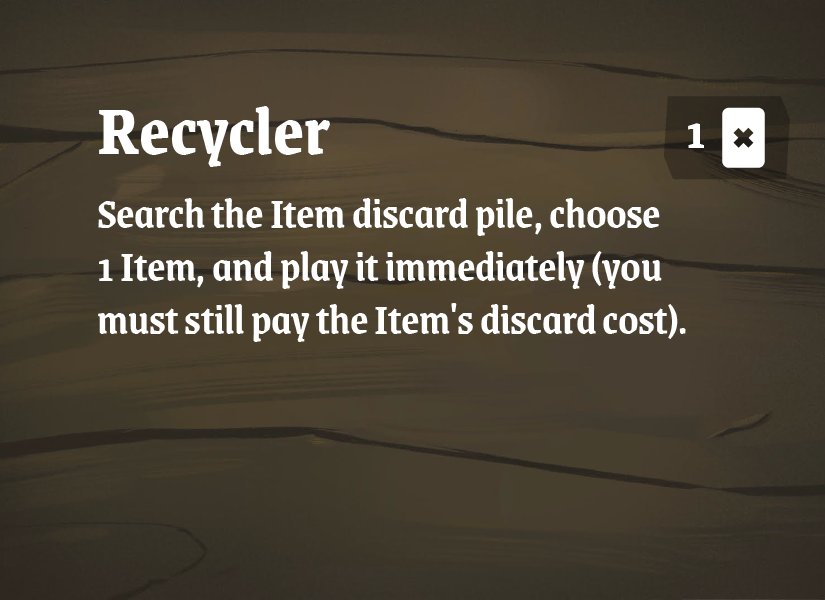 Recycler
1 ✖
Search the Item discard pile, choose
1 Item, and play it immediately (you
must still pay the Item's discard cost).